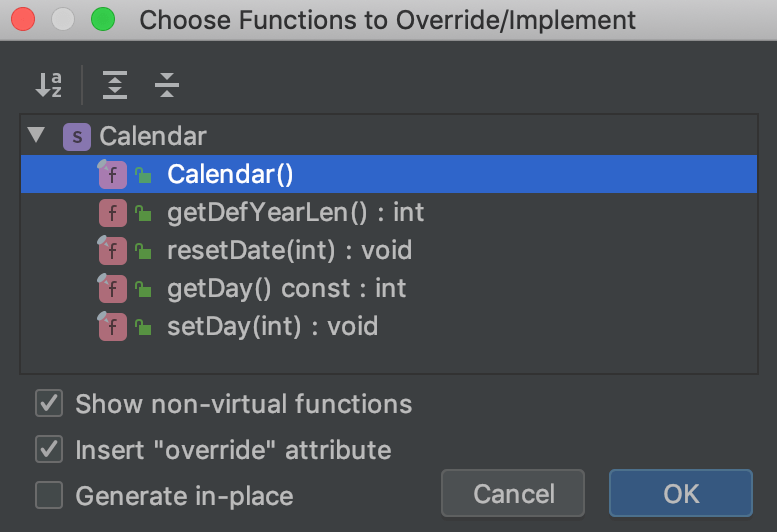 Choose Functions to Override/Implement
a
z
S Calendar
f Calendar()
f getDefYearLen() : int
f resetDate(int) : void
f getDay() const : int
f setDay(int) : void
Show non-virtual functions
Insert "override" attribute
Generate in-place
Cancel OK